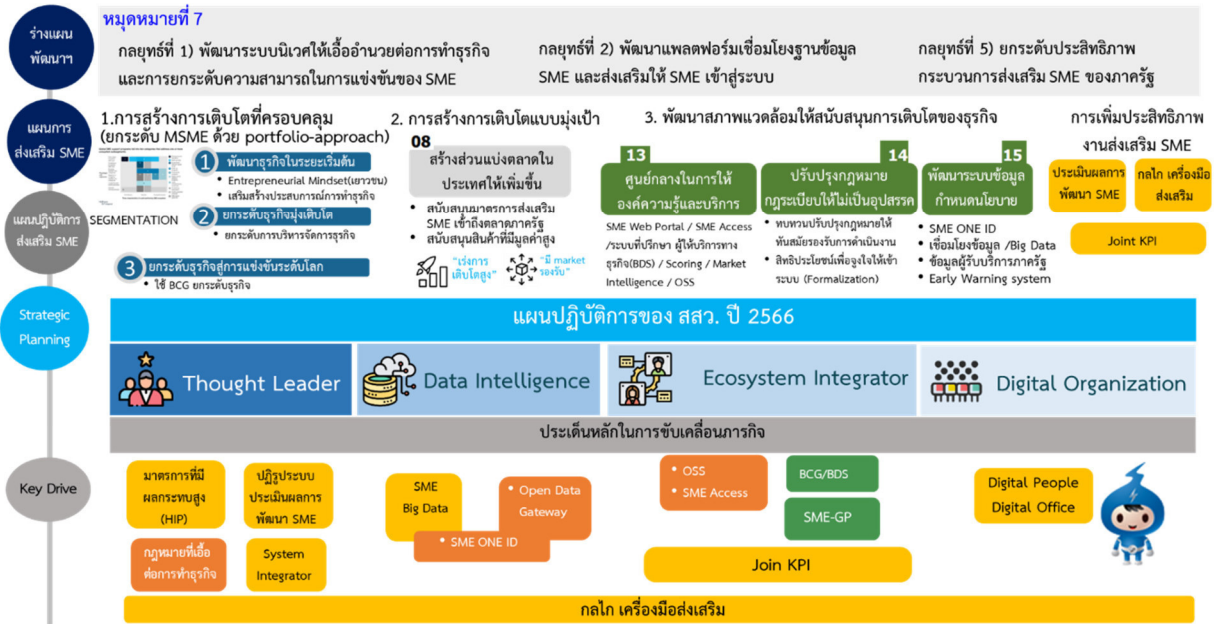 ร่างแผน
พัฒนาฯ
หมุดหมายที่ 7
กลยุทธ์ที่ 1) พัฒนาระบบนิเวศให้เอื้ออำนวยต่อการทำธุรกิจ
และการยกระดับความสามารถในการแข่งขันของ SME
กลยุทธ์ที่ 2) พัฒนาแพลตฟอร์มเชื่อมโยงฐานข้อมูล
SME และส่งเสริมให้ SME เข้าสู่ระบบ
กลยุทธ์ที่ 5) ยกระดับประสิทธิภาพ
กระบวนการส่งเสริม SME ของภาครัฐ
แผนการ
ส่งเสริม SME
แผนปฏิบัติการ
ส่งเสริม SME
1.การสร้างการเติบโตที่ครอบคลุม
(ยกระดับ MSME ด้วย portfolio-approach)
SEGMENTATION
1 พัฒนาธุรกิจในระยะเริ่มต้น
• Entrepreneurial Mindset(เยาวชน)
• เสริมสร้างประสบการณ์การทำธุรกิจ
2 ยกระดับธุรกิจมุ่งเติบโต
• ยกระดับการบริหารจัดการธุรกิจ
3 ยกระดับธุรกิจสู่การแข่งขันระดับโลก
• ใช้ BCG ยกระดับธุรกิจ
2. การสร้างการเติบโตแบบมุ่งเป้า
08
สร้างส่วนแบ่งตลาดใน
ประเทศให้เพิ่มขึ้น
• สนับสนุนมาตรการส่งเสริม
SME เข้าถึงตลาดภาครัฐ
• สนับสนุนสินค้าที่มีมูลค่าสูง
“เร่งการ
เติบโตสูง”
“มี market
รองรับ”
3. พัฒนาสภาพแวดล้อมให้สนับสนุนการเติบโตของธุรกิจ
13
ศูนย์กลางในการให้
องค์ความรู้และบริการ
SME Web Portal / SME Access
/ระบบที่ปรึกษา ผู้ให้บริการทาง
ธุรกิจ(BDS) / Scoring / Market
Intelligence / OSS
14
ปรับปรุงกฎหมาย
กฎระเบียบให้ไม่เป็นอุปสรรค
• ทบทวนปรับปรุงกฎหมายให้
ทันสมัยรองรับการดำเนินงาน
• สิทธิประโยชน์เพื่อจูงใจให้เข้า
ระบบ (Formalization)
15
พัฒนาระบบข้อมูล
กำหนดนโยบาย
• SME ONE ID
• เชื่อมโยงข้อมูล /Big Data
• ข้อมูลผู้รับบริการภาครัฐ
• Early Warning system
การเพิ่มประสิทธิภาพ
งานส่งเสริม SME
ประเมินผลการ
พัฒนา SME
กลไก เครื่องมือ
ส่งเสริม
Joint KPI
Strategic
Planning
แผนปฏิบัติการของ สสว. ปี 2566
Thought Leader
Data Intelligence
Ecosystem Integrator
Digital Organization
ประเด็นหลักในการขับเคลื่อนภารกิจ
Key Drive
มาตรการที่มี
ผลกระทบสูง
(HIP)
ปฏิรูประบบ
ประเมินผลการ
พัฒนา SME
กฎหมายที่เอื้อ
ต่อการทำธุรกิจ
System
Integrator
SME
Big Data
• Open Data
Gateway
• SME ONE ID
• OSS
• SME Access
BCG/BDS
SME-GP
Join KPI
Digital People
Digital Office
กลไก เครื่องมือส่งเสริม